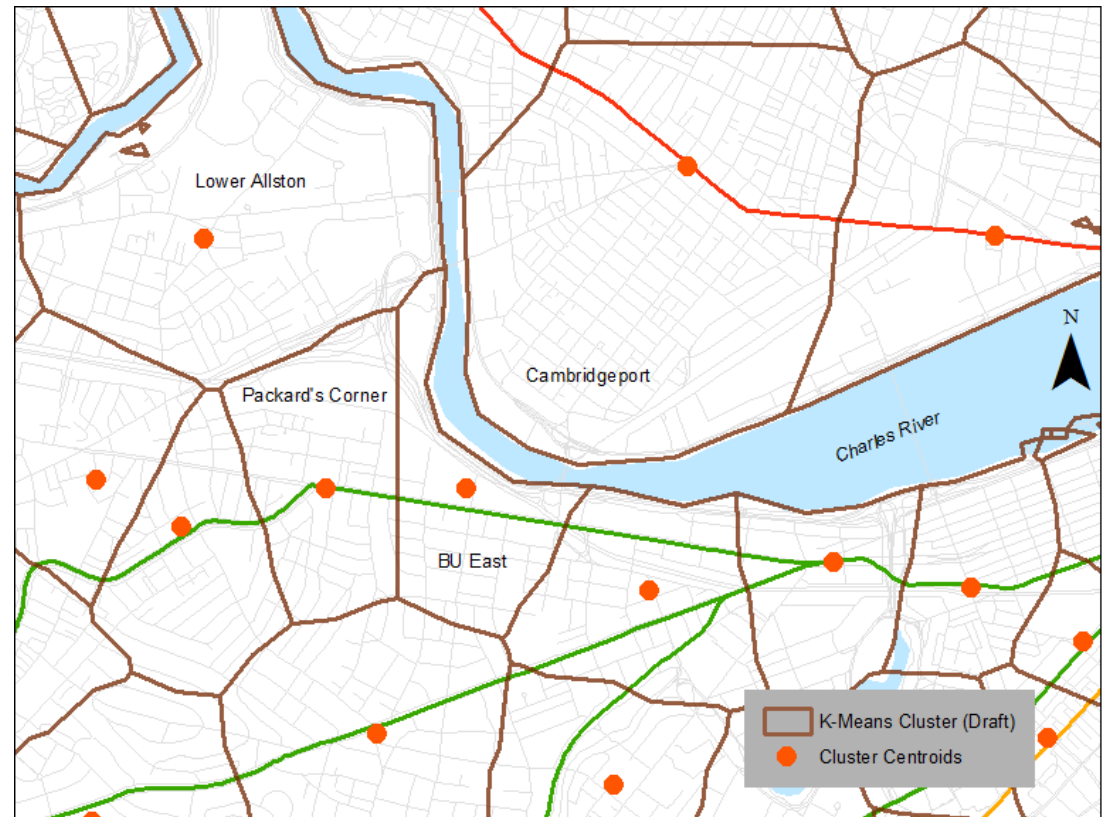 Lower Allston
N
Cambridgeport
Packard's Corner
Charles River
BU East
K-Means Cluster (Draft)
Cluster Centroids